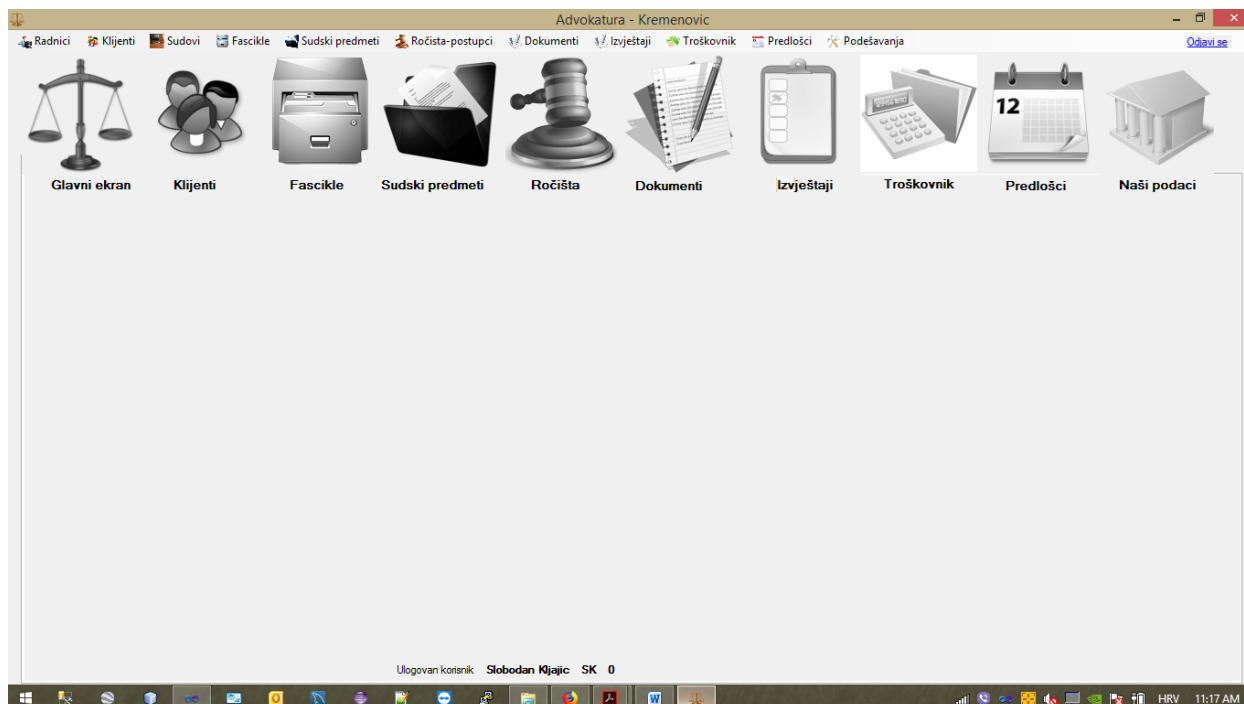 Advokatura - Kremenovic
Radnici Klijenti Sudovi Fascikle Sudski predmeti Ročista-postupci Dokumenti Izvještaji Troškovnik Predlošci Podešavanja Odjavi se
12
Glavni ekran Klijenti Fascikle Sudski predmeti Ročišta Dokumenti Izvještaji Troškovnik Predlošci Naši podaci
Ulogovan korisnik Slobodan Kljajic SK 0
HRV 11:17 AM